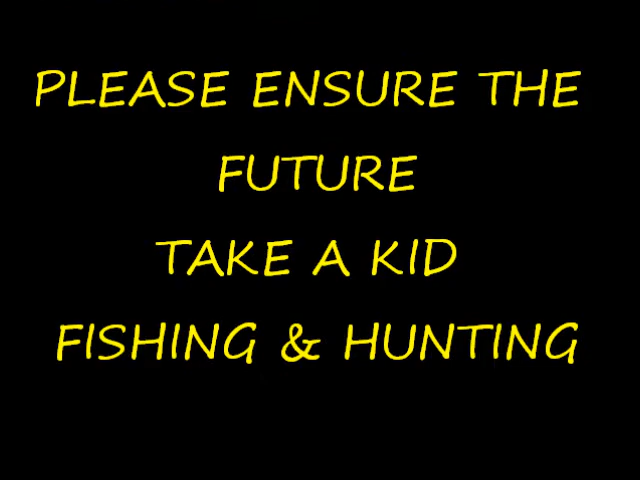 PLEASE ENSURE THE
FUTURE
TAKE A KID
FISHING & HUNTING